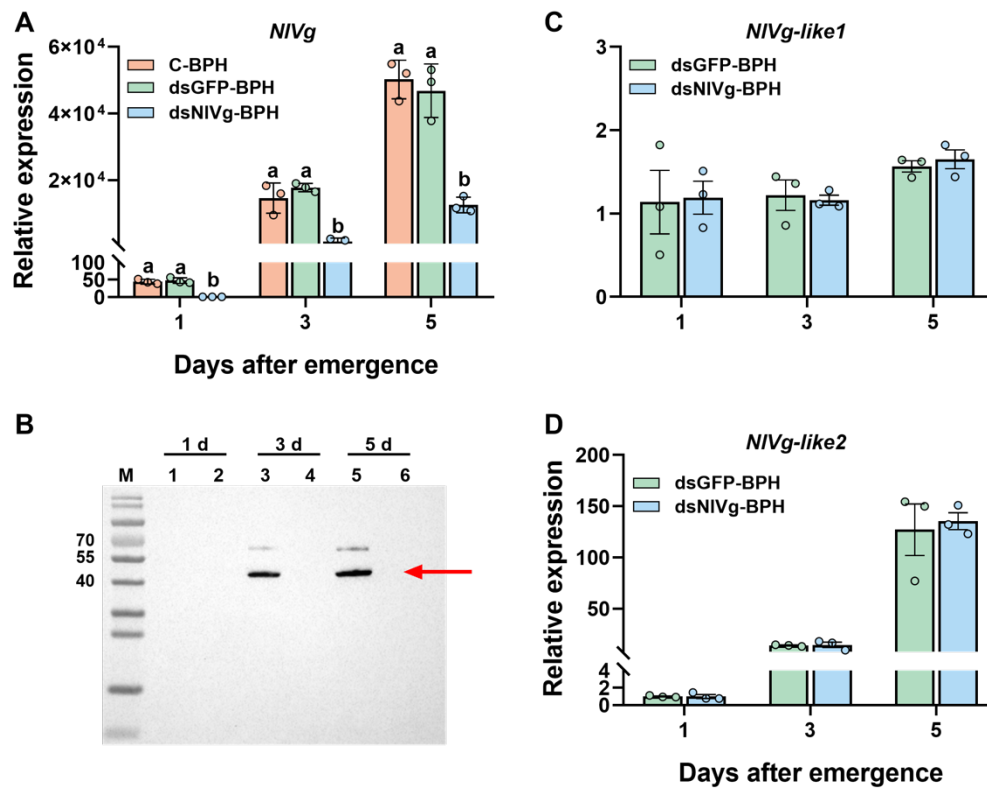 A
NlVg
6×10⁴
4×10⁴
2×10⁴
100
50
0
C-BPH
dsGFP-BPH
dsNlVg-BPH
a a b
a a b
a a b
Relative expression
1 3 5
Days after emergence
C
NlVg-like1
3
2
1
0
dsGFP-BPH
dsNlVg-BPH
Relative expression
1 3 5
B
1 d 3 d 5 d
M 1 2 3 4 5 6
70
55
40
D
NlVg-like2
200
150
100
50
4
2
0
dsGFP-BPH
dsNlVg-BPH
Relative expression
1 3 5
Days after emergence